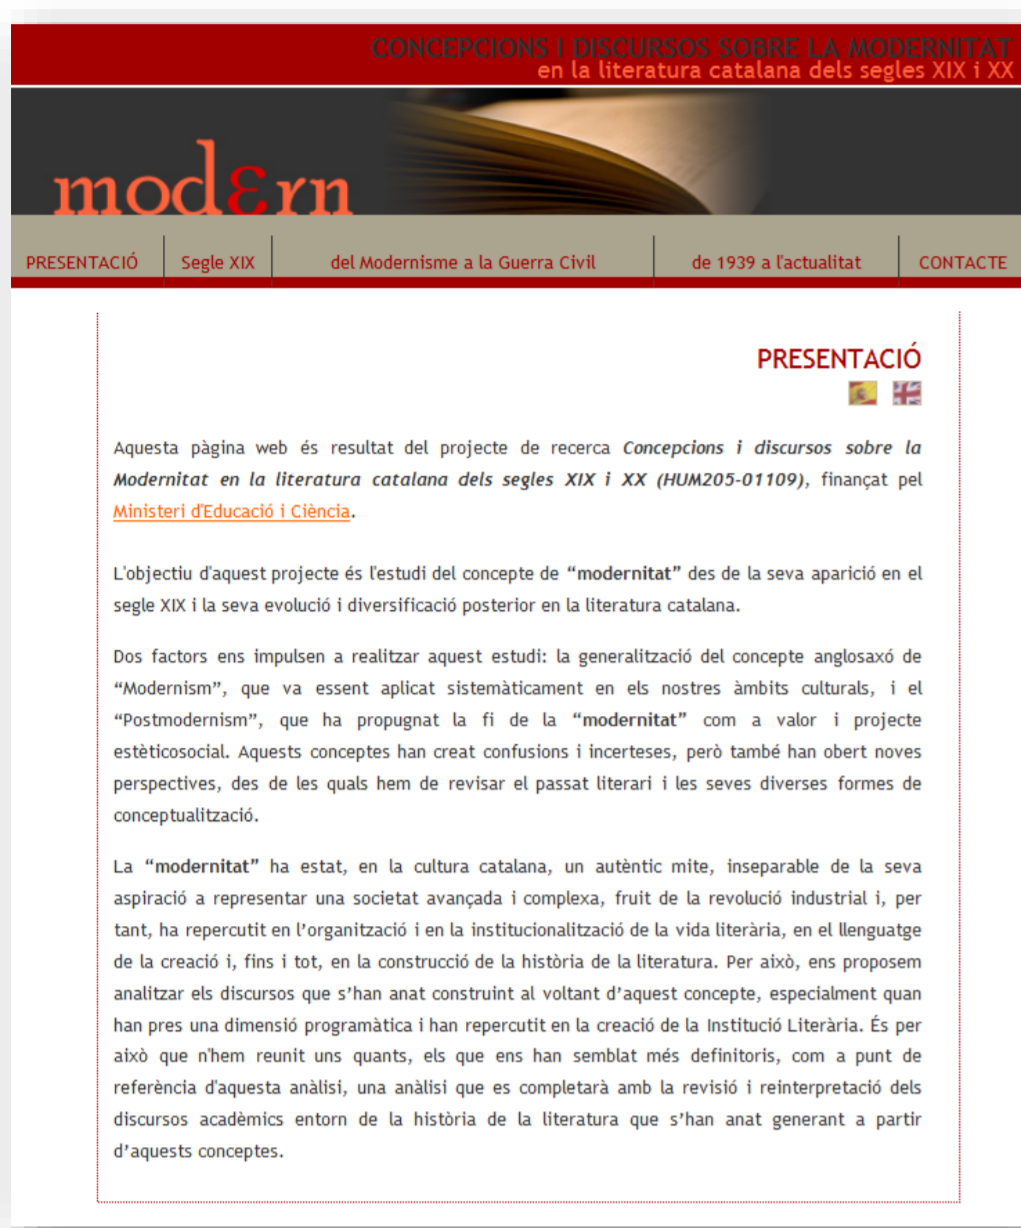 CONCEPCIONS I DISCURSOS SOBRE LA MODERNITAT
en la literatura catalana dels segles XIX i XX
modɛrn
PRESENTACIÓ
Segle XIX
del Modernisme a la Guerra Civil
de 1939 a l'actualitat
CONTACTE
PRESENTACIÓ
Aquesta pàgina web és resultat del projecte de recerca Concepcions i discursos sobre la
Modernitat en la literatura catalana dels segles XIX i XX (HUM205-01109), finançat pel
Ministeri d'Educació i Ciència.
L'objectiu d'aquest projecte és l'estudi del concepte de “modernitat” des de la seva aparició en el
segle XIX i la seva evolució i diversificació posterior en la literatura catalana.
Dos factors ens impulsen a realitzar aquest estudi: la generalització del concepte anglosaxó de
“Modernism”, que va essent aplicat sistemàticament en els nostres àmbits culturals, i el
“Postmodernism”, que ha propugnat la fi de la “modernitat” com a valor i projecte
estèticosocial. Aquests conceptes han creat confusions i incerteses, però també han obert noves
perspectives, des de les quals hem de revisar el passat literari i les seves diverses formes de
conceptualització.
La “modernitat” ha estat, en la cultura catalana, un autèntic mite, inseparable de la seva
aspiració a representar una societat avançada i complexa, fruit de la revolució industrial i, per
tant, ha repercutit en l’organització i en la institucionalització de la vida literària, en el llenguatge
de la creació i, fins i tot, en la construcció de la història de la literatura. Per això, ens proposem
analitzar els discursos que s’han anat construint al voltant d’aquest concepte, especialment quan
han pres una dimensió programàtica i han repercutit en la creació de la Institució Literària. És per
això que n'hem reunit uns quants, els que ens han semblat més definitoris, com a punt de
referència d'aquesta anàlisi, una anàlisi que es completarà amb la revisió i reinterpretació dels
discursos acadèmics entorn de la història de la literatura que s’han anat generant a partir
d’aquests conceptes.